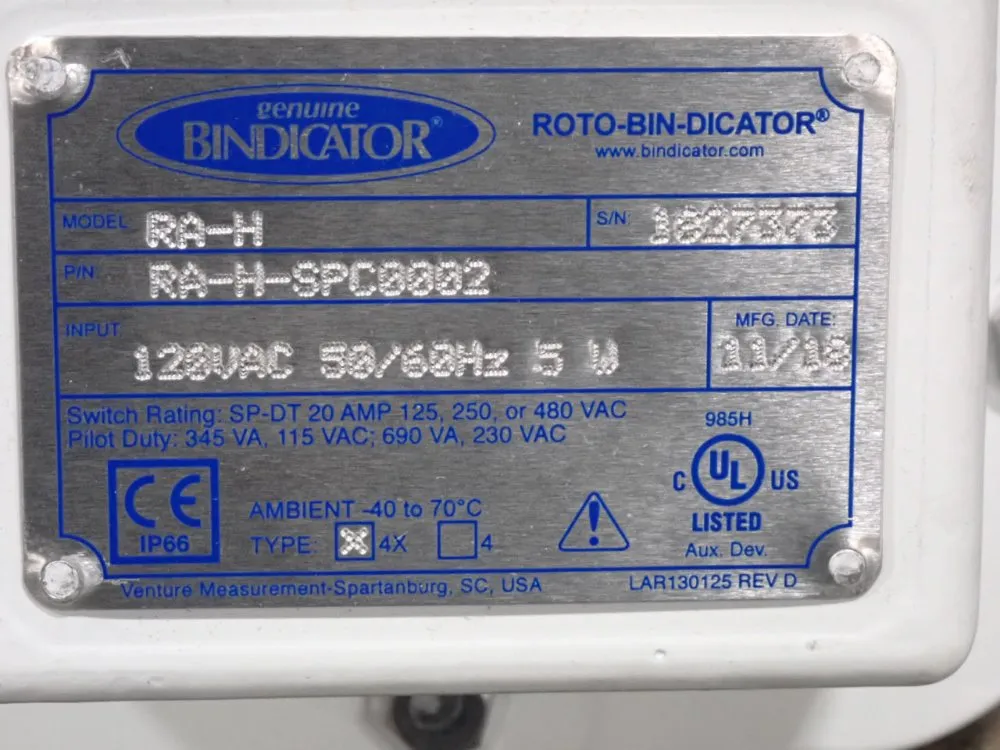 genuine
BINDICATOR®
ROTO-BIN-DICATOR®
www.bindicator.com
MODEL RA-H
S/N: 1827373
P/N: RA-H-SPC0002
INPUT
120VAC 50/60Hz 5 W
MFG. DATE:
11/18
Switch Rating: SP-DT 20 AMP 125, 250, or 480 VAC
Pilot Duty: 345 VA, 115 VAC; 690 VA, 230 VAC
985H
CE
IP66
AMBIENT -40 to 70°C
TYPE: X 4X 4
C UL US
LISTED
Aux. Dev.
Venture Measurement-Spartanburg, SC, USA
LAR130125 REV D